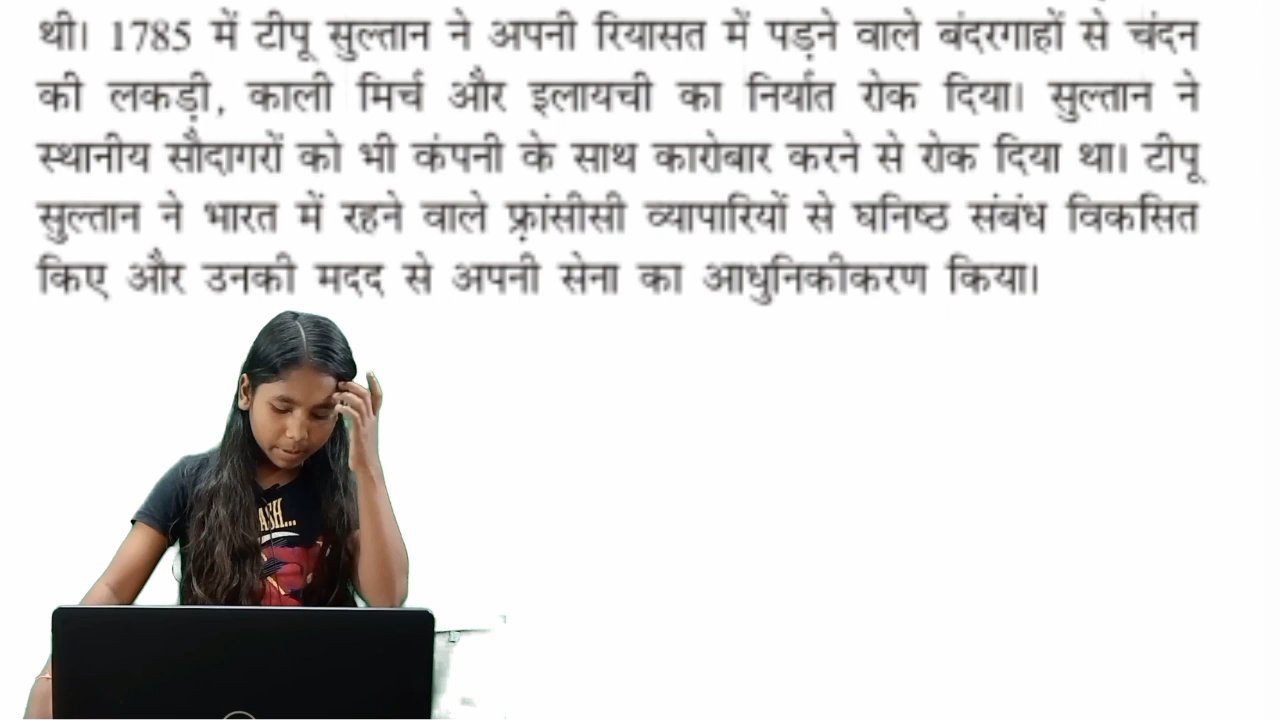 थी। 1785 में टीपू सुल्तान ने अपनी रियासत में पड़ने वाले बंदरगाहों से चंदन
की लकड़ी, काली मिर्च और इलायची का निर्यात रोक दिया। सुल्तान ने
स्थानीय सौदागरों को भी कंपनी के साथ कारोबार करने से रोक दिया था। टीपू
सुल्तान ने भारत में रहने वाले फ़्रांसीसी व्यापारियों से घनिष्ठ संबंध विकसित
किए और उनकी मदद से अपनी सेना का आधुनिकीकरण किया।